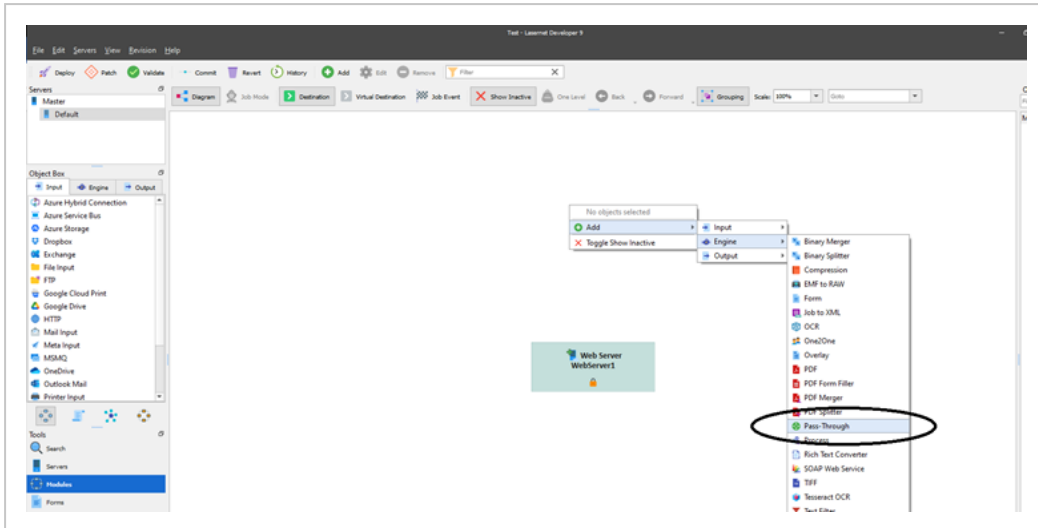 Test - Lasernet Developer 9
File Edit Servers View Revision Help
Deploy Patch Validate Commit Revert History Add Edit Remove Filter
Servers
Master
Default
Diagram Job Mode Destination Virtual Destination Job Event Show Inactive One Level Back Forward Grouping Scale: 100% Goto
Object Box
Input Engine Output
Azure Hybrid Connection
Azure Service Bus
Azure Storage
Dropbox
Exchange
File Input
FTP
Google Cloud Print
Google Drive
HTTP
Mail Input
Meta Input
MSMQ
OneDrive
Outlook Mail
Printer Input
Tools
Search
Servers
Modules
Forms
No objects selected
Add
Toggle Show Inactive
Input
Engine
Output
Binary Merger
Binary Splitter
Compression
EMF to RAW
Form
Job to XML
OCR
One2One
Overlay
PDF
PDF Form Filler
PDF Merger
PDF Splitter
Pass-Through
Process
Rich Text Converter
SOAP Web Service
TIFF
Tesseract OCR
Text Filter
Web Server
WebServer1